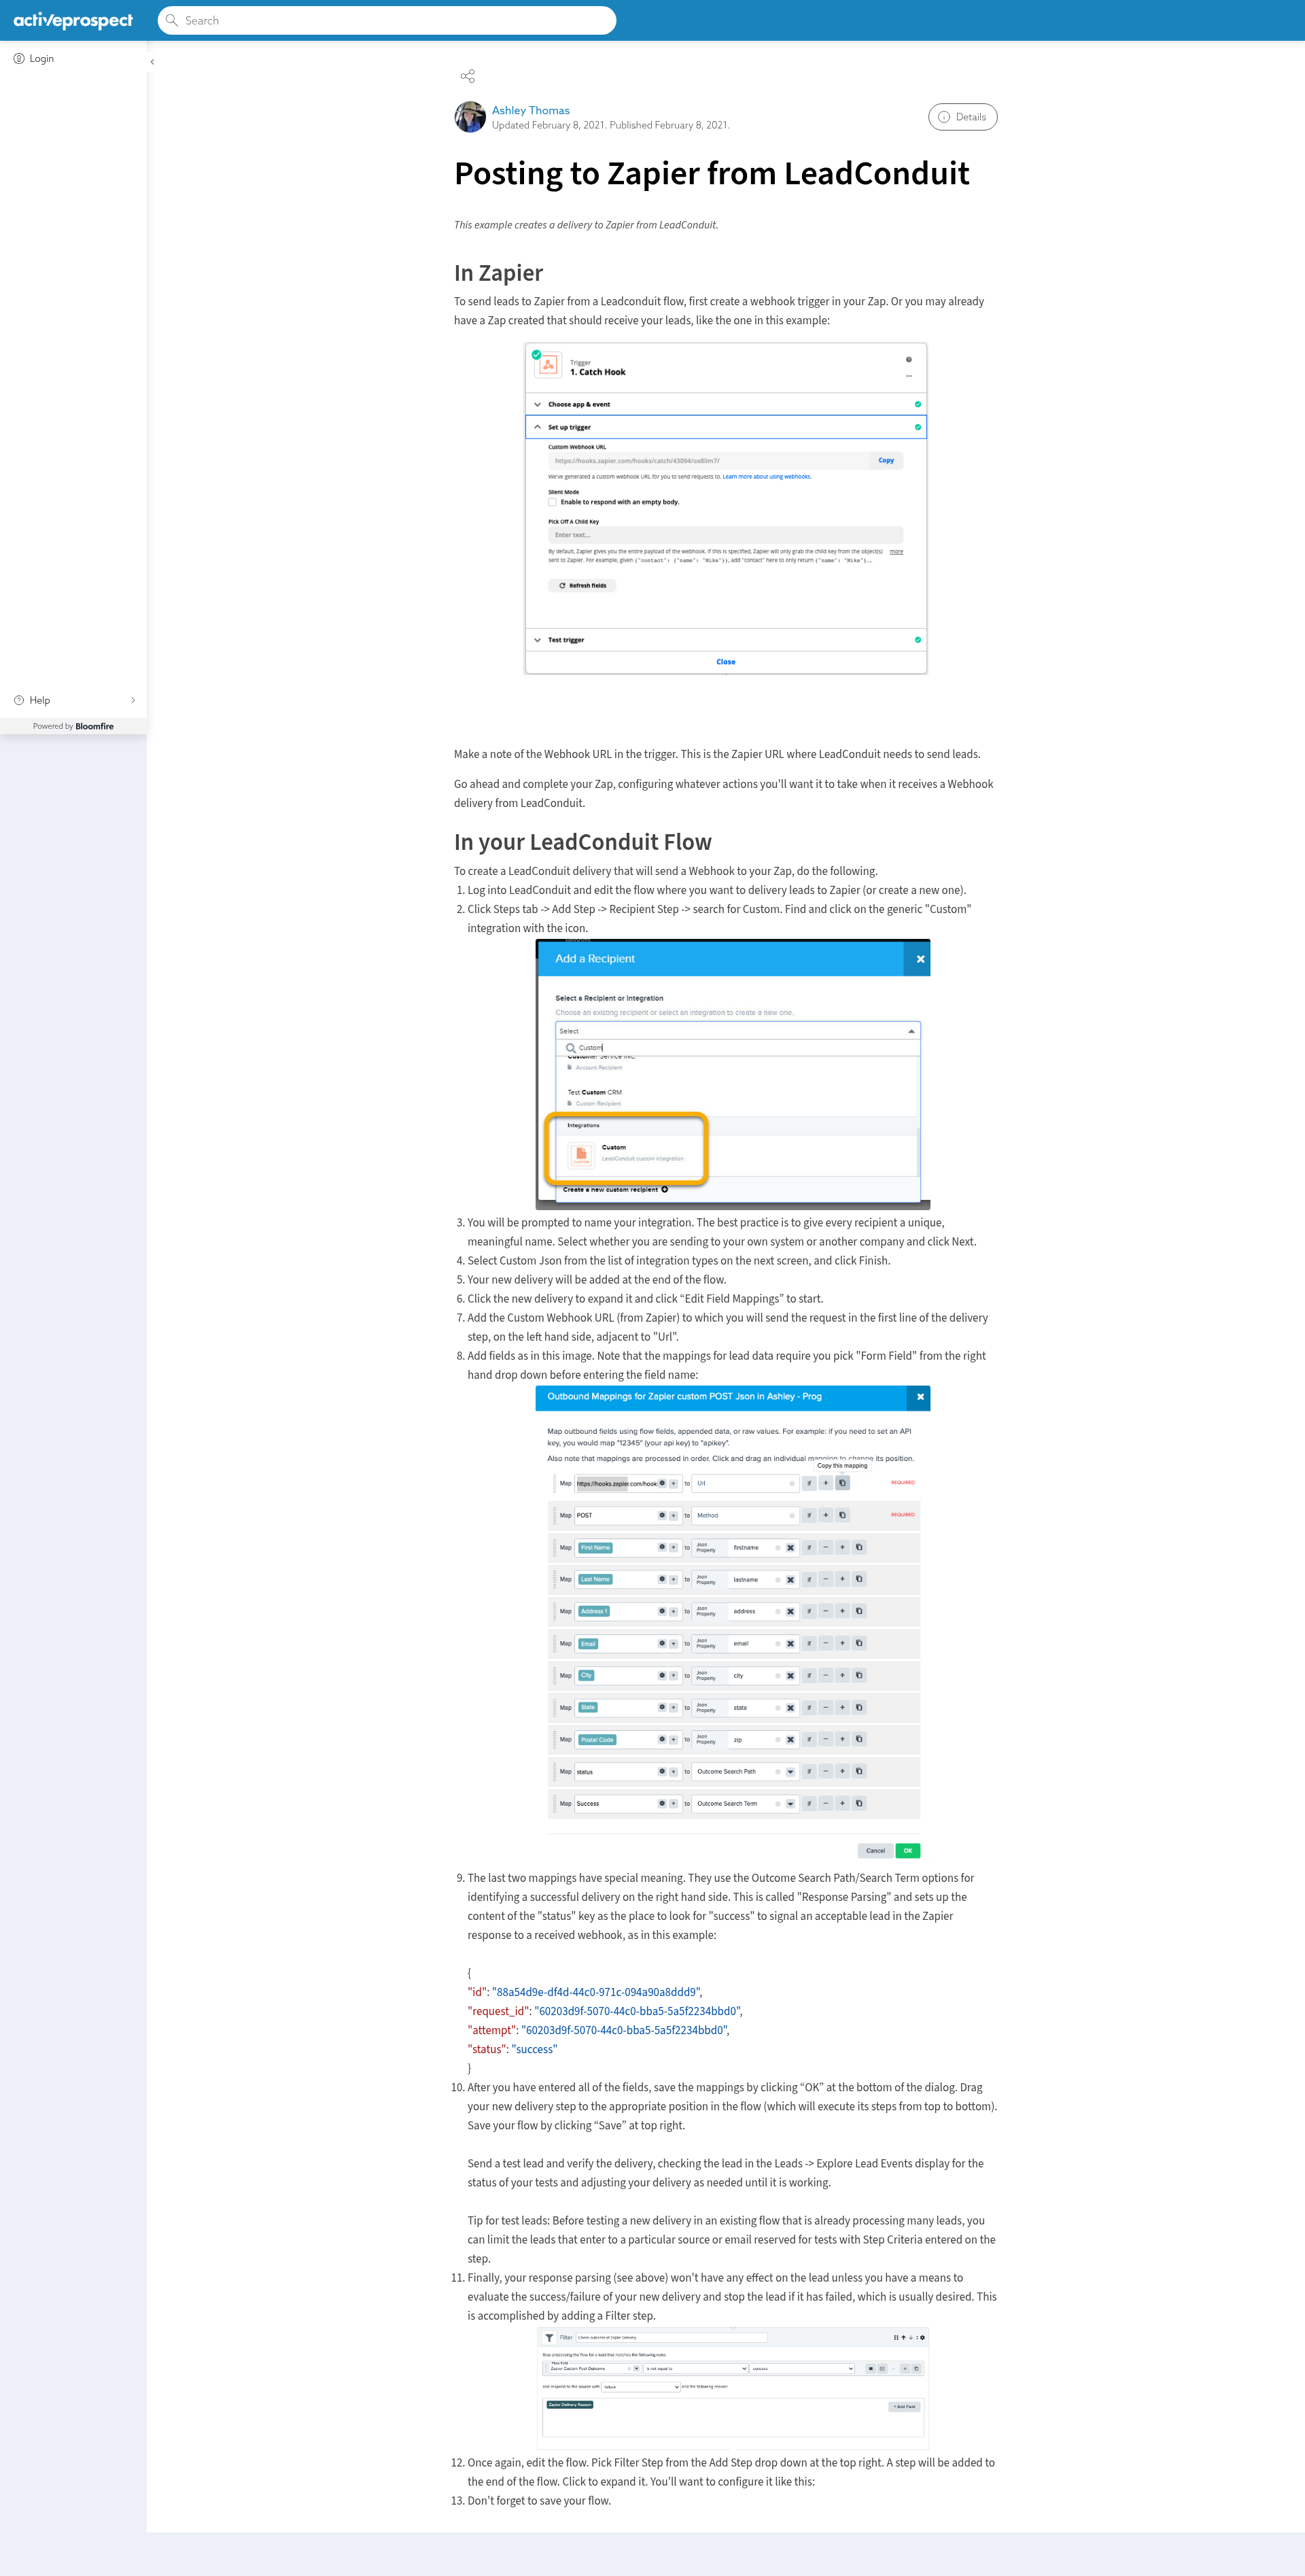 activeprospect
Search
Login
Ashley Thomas
Updated February 8, 2021. Published February 8, 2021.
Details
Posting to Zapier from LeadConduit
This example creates a delivery to Zapier from LeadConduit.
In Zapier
To send leads to Zapier from a Leadconduit flow, first create a webhook trigger in your Zap. Or you may already
have a Zap created that should receive your leads, like the one in this example:
Trigger
1. Catch Hook
Choose app & event
Set up trigger
Custom Webhook URL
https://hooks.zapier.com/hooks/catch/43094/oa8lim7/
Copy
We've generated a custom webhook URL for you to send requests to. Learn more about using webhooks.
Silent Mode
Enable to respond with an empty body.
Pick Off A Child Key
Enter text...
By default, Zapier gives you the entire payload of the webhook. If this is specified, Zapier will only grab the child key from the object(s) more
sent to Zapier. For example, given {"contact": {"name": "Mike"}}, add "contact" here to only return {"name": "Mike"}...
Refresh fields
Test trigger
Close
Help
Powered by Bloomfire
Make a note of the Webhook URL in the trigger. This is the Zapier URL where LeadConduit needs to send leads.
Go ahead and complete your Zap, configuring whatever actions you'll want it to take when it receives a Webhook
delivery from LeadConduit.
In your LeadConduit Flow
To create a LeadConduit delivery that will send a Webhook to your Zap, do the following.
1. Log into LeadConduit and edit the flow where you want to delivery leads to Zapier (or create a new one).
2. Click Steps tab -> Add Step -> Recipient Step -> search for Custom. Find and click on the generic "Custom"
integration with the icon.
Add a Recipient
Select a Recipient or Integration
Choose an existing recipient or select an integration to create a new one.
Select
Custom
Customer Service INC.
Account Recipient
Test Custom CRM
Custom Recipient
Integrations
Custom
LeadConduit custom integration
Create a new custom recipient
3. You will be prompted to name your integration. The best practice is to give every recipient a unique,
meaningful name. Select whether you are sending to your own system or another company and click Next.
4. Select Custom Json from the list of integration types on the next screen, and click Finish.
5. Your new delivery will be added at the end of the flow.
6. Click the new delivery to expand it and click “Edit Field Mappings” to start.
7. Add the Custom Webhook URL (from Zapier) to which you will send the request in the first line of the delivery
step, on the left hand side, adjacent to "Url".
8. Add fields as in this image. Note that the mappings for lead data require you pick "Form Field" from the right
hand drop down before entering the field name:
Outbound Mappings for Zapier custom POST Json in Ashley - Prog
Map outbound fields using flow fields, appended data, or raw values. For example: if you need to set an API
key, you would map "12345" (your api key) to "apikey".
Also note that mappings are processed in order. Click and drag an individual mapping to change its position.
Copy this mapping
Map https://hooks.zapier.com/hook to Url if REQUIRED
Map POST to Method if REQUIRED
Map First Name to Json Property firstname if
Map Last Name to Json Property lastname if
Map Address 1 to Json Property address if
Map Email to Json Property email if
Map City to Json Property city if
Map State to Json Property state if
Map Postal Code to Json Property zip if
Map status to Outcome Search Path if
Map Success to Outcome Search Term if
Cancel OK
9. The last two mappings have special meaning. They use the Outcome Search Path/Search Term options for
identifying a successful delivery on the right hand side. This is called "Response Parsing" and sets up the
content of the "status" key as the place to look for "success" to signal an acceptable lead in the Zapier
response to a received webhook, as in this example:
{
"id": "88a54d9e-df4d-44c0-971c-094a90a8ddd9",
"request_id": "60203d9f-5070-44c0-bba5-5a5f2234bbd0",
"attempt": "60203d9f-5070-44c0-bba5-5a5f2234bbd0",
"status": "success"
}
10. After you have entered all of the fields, save the mappings by clicking “OK” at the bottom of the dialog. Drag
your new delivery step to the appropriate position in the flow (which will execute its steps from top to bottom).
Save your flow by clicking “Save” at top right.
Send a test lead and verify the delivery, checking the lead in the Leads -> Explore Lead Events display for the
status of your tests and adjusting your delivery as needed until it is working.
Tip for test leads: Before testing a new delivery in an existing flow that is already processing many leads, you
can limit the leads that enter to a particular source or email reserved for tests with Step Criteria entered on the
step.
11. Finally, your response parsing (see above) won't have any effect on the lead unless you have a means to
evaluate the success/failure of your new delivery and stop the lead if it has failed, which is usually desired. This
is accomplished by adding a Filter step.
Filter Check outcome of Zapier Delivery
Stop processing the flow for a lead that matches the following rules:
Zapier Custom Post Outcome is not equal to success
and respond to the source with failure and the following reason:
Zapier Delivery Reason
+ Add Field
12. Once again, edit the flow. Pick Filter Step from the Add Step drop down at the top right. A step will be added to
the end of the flow. Click to expand it. You'll want to configure it like this:
13. Don't forget to save your flow.